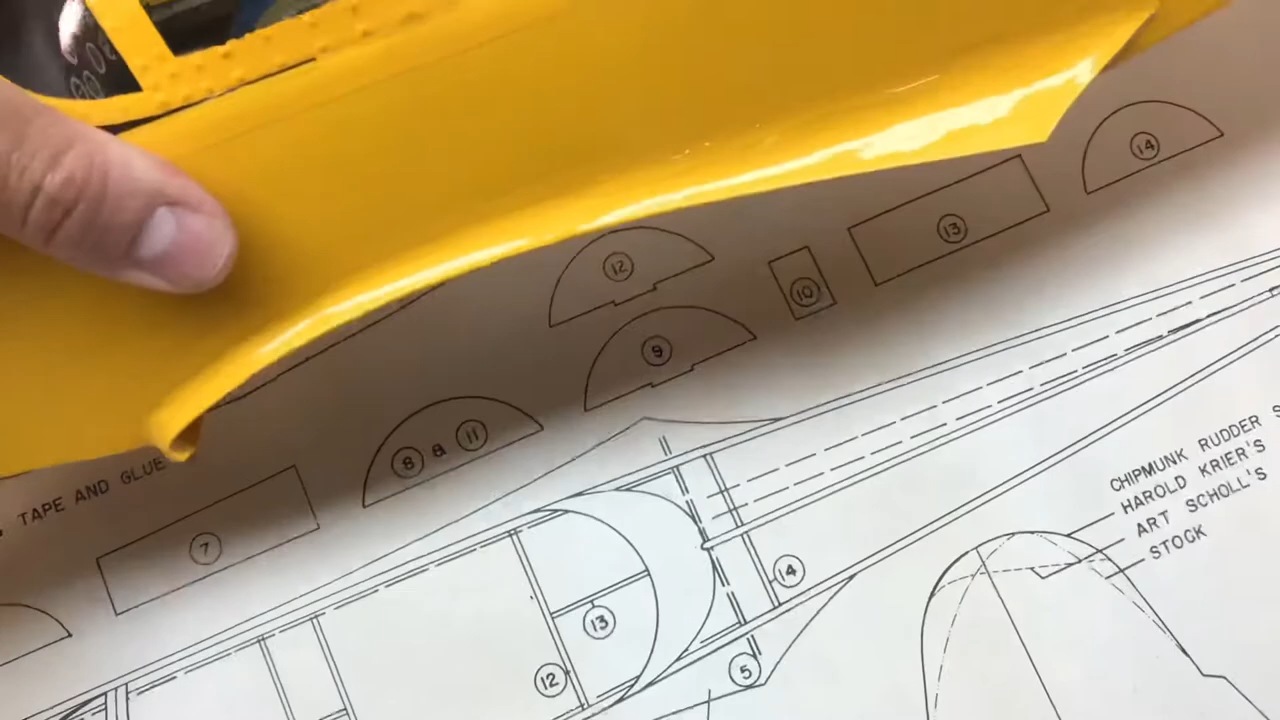 14
13
12
10
9
8 & 11
TAPE AND GLUE
7
CHIPMUNK RUDDER
HAROLD KRIER'S
ART SCHOLL'S
STOCK
14
13
12
5